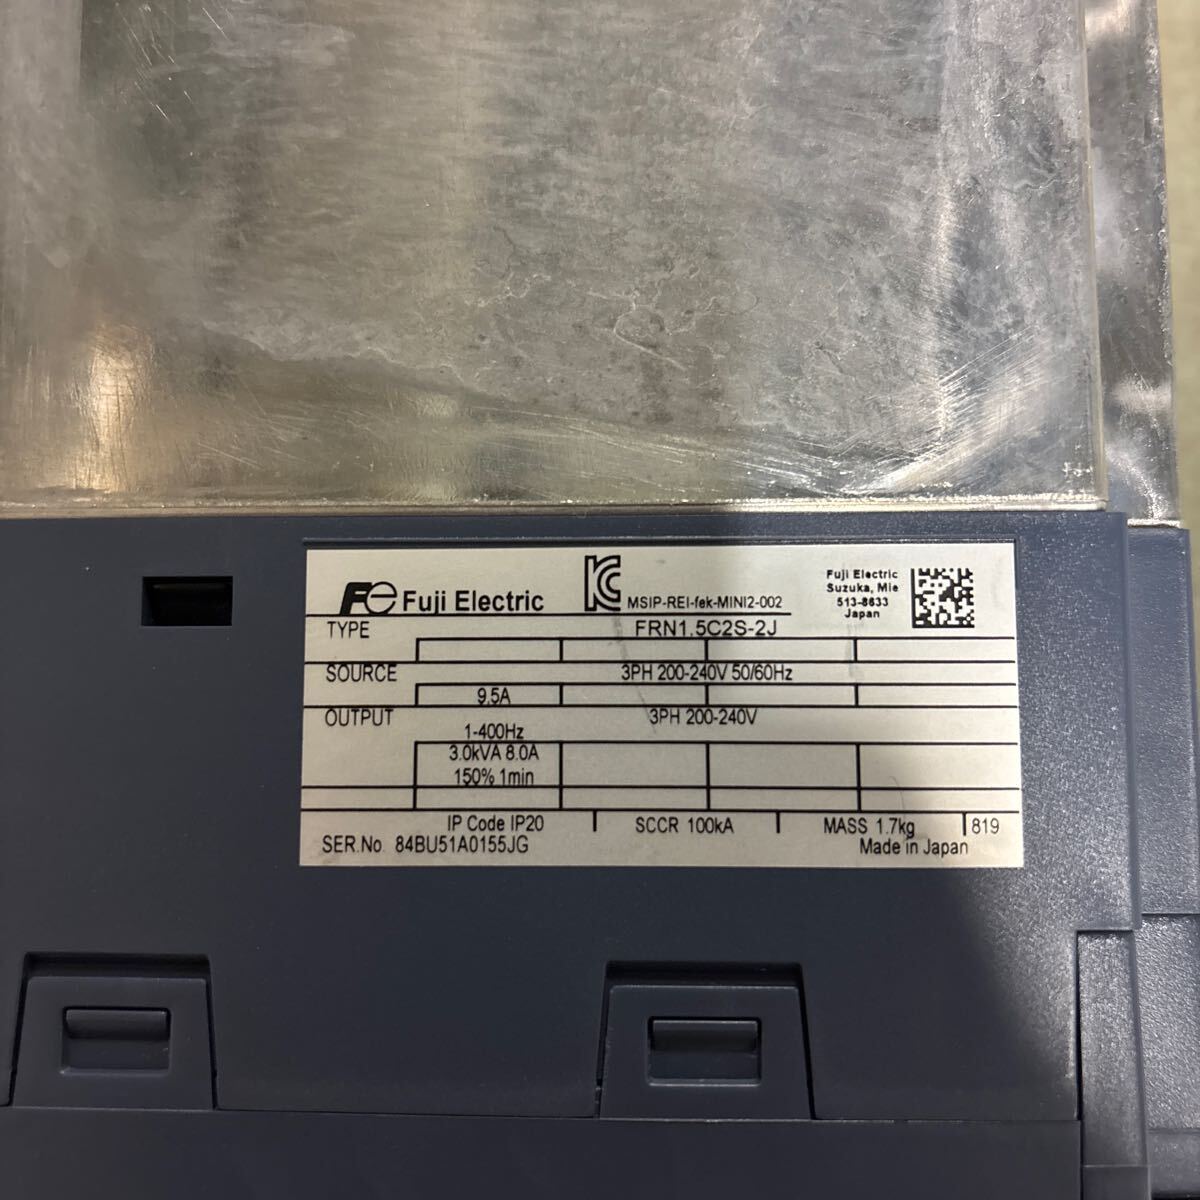 Fe Fuji Electric
MSIP-REI-fek-MINI2-002
Fuji Electric
Suzuka, Mie
513-8633
Japan
TYPE FRN1.5C2S-2J
SOURCE 3PH 200-240V 50/60Hz
9.5A
OUTPUT 3PH 200-240V
1-400Hz
3.0kVA 8.0A
150% 1min
IP Code IP20 SCCR 100kA MASS 1.7kg 819
SER.No. 84BU51A0155JG Made in Japan